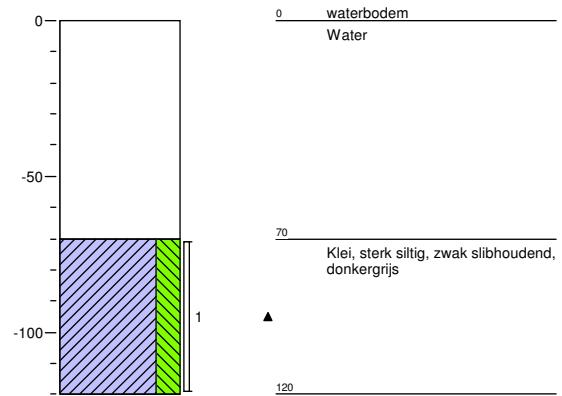 0
-50
-100
1
0 waterbodem
Water
70
Klei, sterk siltig, zwak slibhoudend,
donkergrijs
120